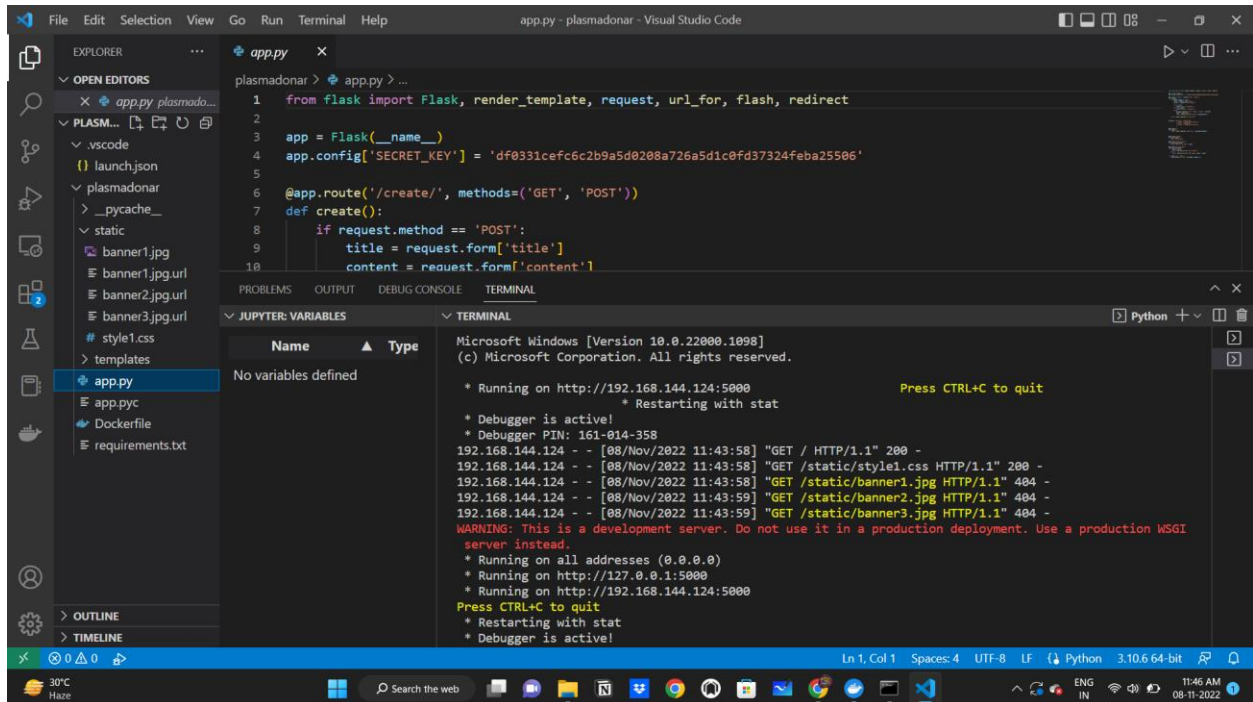 File Edit Selection View Go Run Terminal Help app.py - plasmadonar - Visual Studio Code
EXPLORER
OPEN EDITORS
app.py plasmado...
PLASM...
.vscode
{} launch.json
plasmadonar
__pycache__
static
banner1.jpg
banner1.jpg.url
banner2.jpg.url
banner3.jpg.url
# style1.css
templates
app.py
app.pyc
Dockerfile
requirements.txt
OUTLINE
TIMELINE
2
app.py
plasmadonar > app.py > ...
1 from flask import Flask, render_template, request, url_for, flash, redirect
2
3 app = Flask(__name__)
4 app.config['SECRET_KEY'] = 'df0331cefc6c2b9a5d0208a726a5d1c0fd37324feba25506'
5
6 @app.route('/create/', methods=('GET', 'POST'))
7 def create():
8 if request.method == 'POST':
9 title = request.form['title']
10 content = request.form['content']
PROBLEMS OUTPUT DEBUG CONSOLE TERMINAL
JUPYTER: VARIABLES
Name ▲ Type
No variables defined
TERMINAL
Python
Microsoft Windows [Version 10.0.22000.1098]
(c) Microsoft Corporation. All rights reserved.
* Running on http://192.168.144.124:5000 Press CTRL+C to quit
* Restarting with stat
* Debugger is active!
* Debugger PIN: 161-014-358
192.168.144.124 - - [08/Nov/2022 11:43:58] "GET / HTTP/1.1" 200 -
192.168.144.124 - - [08/Nov/2022 11:43:58] "GET /static/style1.css HTTP/1.1" 200 -
192.168.144.124 - - [08/Nov/2022 11:43:58] "GET /static/banner1.jpg HTTP/1.1" 404 -
192.168.144.124 - - [08/Nov/2022 11:43:59] "GET /static/banner2.jpg HTTP/1.1" 404 -
192.168.144.124 - - [08/Nov/2022 11:43:59] "GET /static/banner3.jpg HTTP/1.1" 404 -
WARNING: This is a development server. Do not use it in a production deployment. Use a production WSGI
server instead.
* Running on all addresses (0.0.0.0)
* Running on http://127.0.0.1:5000
* Running on http://192.168.144.124:5000
Press CTRL+C to quit
* Restarting with stat
* Debugger is active!
0 0 Ln 1, Col 1 Spaces: 4 UTF-8 LF Python 3.10.6 64-bit
30°C
Haze
Search the web
ENG
IN
11:46 AM
08-11-2022
1